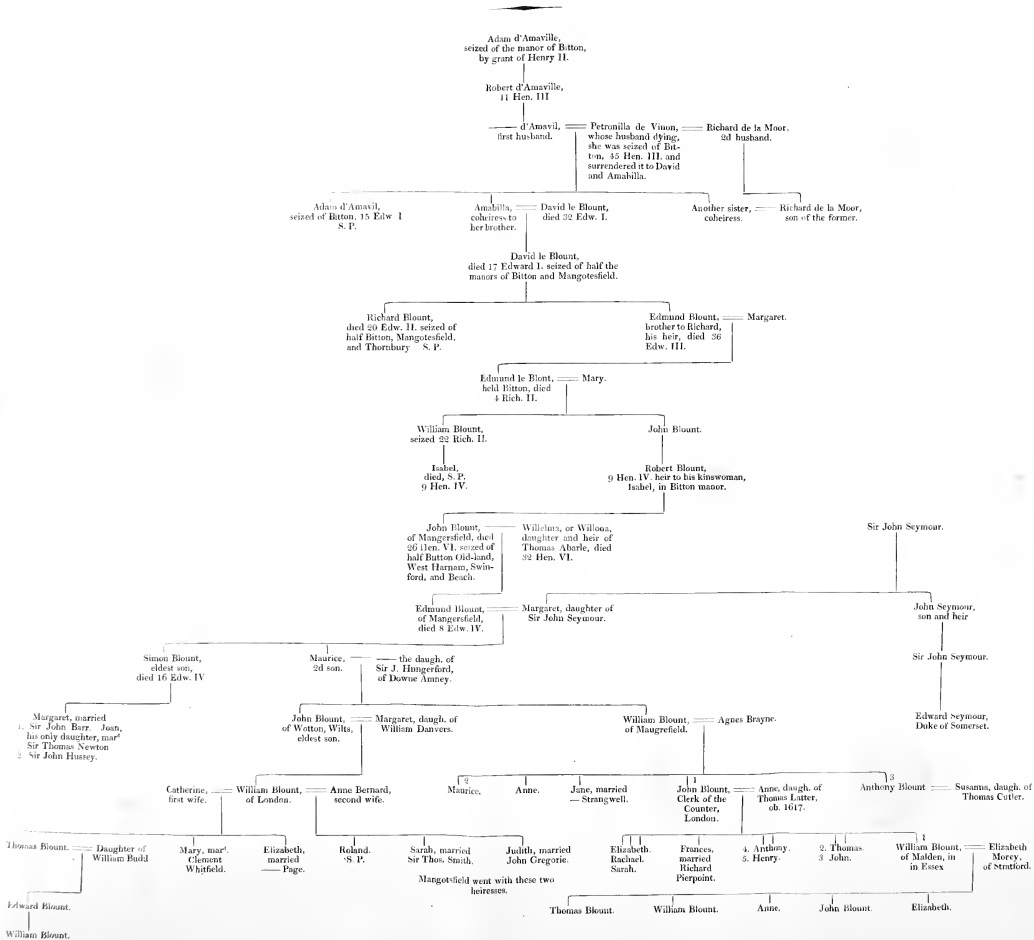 Adam d'Amaville,
seized of the manor of Bitton,
by grant of Henry II.
Robert d'Amaville,
11 Hen. III
—— d'Amavil,
first husband.
Petronilla de Vinon,
whose husband dying,
she was seized of Bit-
ton, 45 Hen. III. and
surrendered it to David
and Amabilla.
Richard de la Moor.
2d husband.
Adam d'Amavil,
seized of Bitton, 15 Edw I
S. P.
Amabilla,
coheiress to
her brother.
David le Blount,
died 32 Edw. I.
Another sister,
coheiress.
Richard de la Moor,
son of the former.
David le Blount,
died 17 Edward I. seized of half the
manors of Bitton and Mangotesfield.
Richard Blount,
died 20 Edw. II. seized of
half Bitton, Mangotesfield,
and Thornbury S. P.
Edmund Blount,
brother to Richard,
his heir, died 36
Edw. III.
Margaret.
Edmund le Blont,
held Bitton, died
4 Rich. II.
Mary.
William Blount,
seized 22 Rich. II.
John Blount.
Isabel,
died, S. P.
9 Hen. IV.
Robert Blount,
9 Hen. IV. heir to his kinswoman,
Isabel, in Bitton manor.
John Blount,
of Mangersfield, died
26 Hen. VI. seized of
half Button Old-land,
West Harnam, Swin-
ford, and Beach.
Willelma, or Willona,
daughter and heir of
Thomas Abarle, died
32 Hen. VI.
Sir John Seymour.
Edmund Blount,
of Mangersfield,
died 8 Edw. IV.
Margaret, daughter of
Sir John Seymour.
John Seymour,
son and heir
Simon Blount,
eldest son,
died 16 Edw. IV
Maurice,
2d son.
—— the daugh. of
Sir J. Hungerford,
of Downe Amney.
Sir John Seymour.
Margaret, married
1. Sir John Barr. Joan,
his only daughter, mard
Sir Thomas Newton
2 Sir John Hussey.
John Blount,
of Wotton, Wilts,
eldest son.
Margaret, daugh. of
William Danvers.
William Blount,
of Maugrefield.
Agnes Brayne.
Edward Seymour,
Duke of Somerset.
Catherine,
first wife.
William Blount,
of London.
Anne Bernard,
second wife.
2
Maurice,
Anne.
Jane, married
— Strangwell.
1
John Blount,
Clerk of the
Counter,
London.
Anne, daugh. of
Thomas Latter,
ob. 1617.
3
Anthony Blount
Susanna, daugh. of
Thomas Cutler.
Thomas Blount.
Daughter of
William Budd
Mary, mard.
Clement
Whitfield.
Elizabeth,
married
—— Page.
Roland.
S. P.
Sarah, married
Sir Thos. Smith.
Judith, married
John Gregorie.
Mangotsfield went with these two
heiresses.
Elizabeth.
Rachael.
Sarah.
Frances,
married
Richard
Pierpoint.
4. Anthony.
5. Henry.
2. Thomas.
3 John.
1
William Blount,
of Malden, in
in Essex
Elizabeth
Morey,
of Stratford.
Edward Blount.
William Blount.
Thomas Blount.
William Blount.
Anne.
John Blount.
Elizabeth.